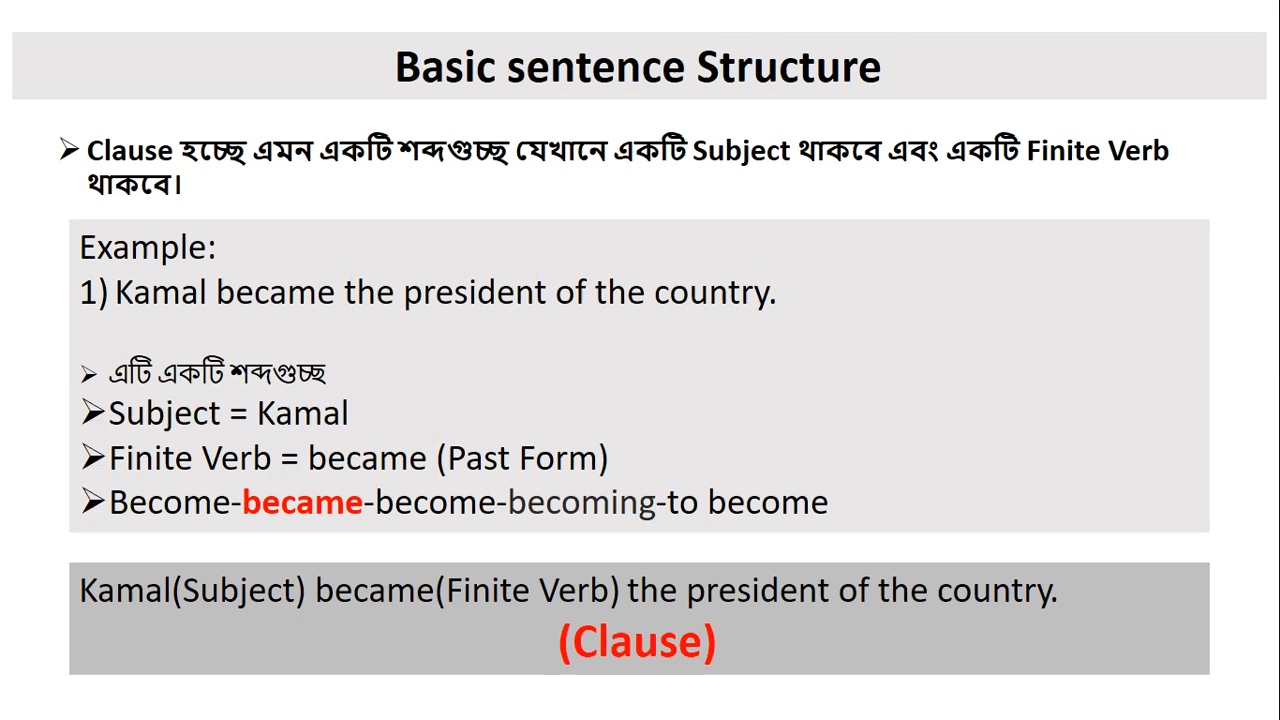 Basic sentence Structure
➢ Clause হচ্ছে এমন একটি শব্দগুচ্ছ যেখানে একটি Subject থাকবে এবং একটি Finite Verb
থাকবে।
Example:
1) Kamal became the president of the country.
➢ এটি একটি শব্দগুচ্ছ
➢Subject = Kamal
➢Finite Verb = became (Past Form)
➢Become-became-become-becoming-to become
Kamal(Subject) became(Finite Verb) the president of the country.
(Clause)